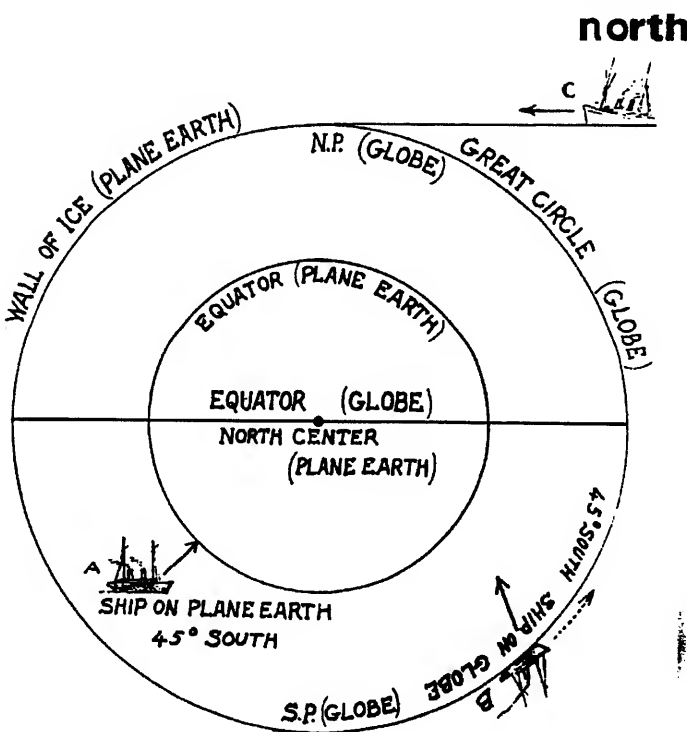 north
C
N.P. (GLOBE)
GREAT CIRCLE (GLOBE)
WALL OF ICE (PLANE EARTH)
EQUATOR (PLANE EARTH)
EQUATOR (GLOBE)
NORTH CENTER
(PLANE EARTH)
A
SHIP ON PLANE EARTH
45° SOUTH
45° SOUTH SHIP ON GLOBE
B
S.P. (GLOBE)